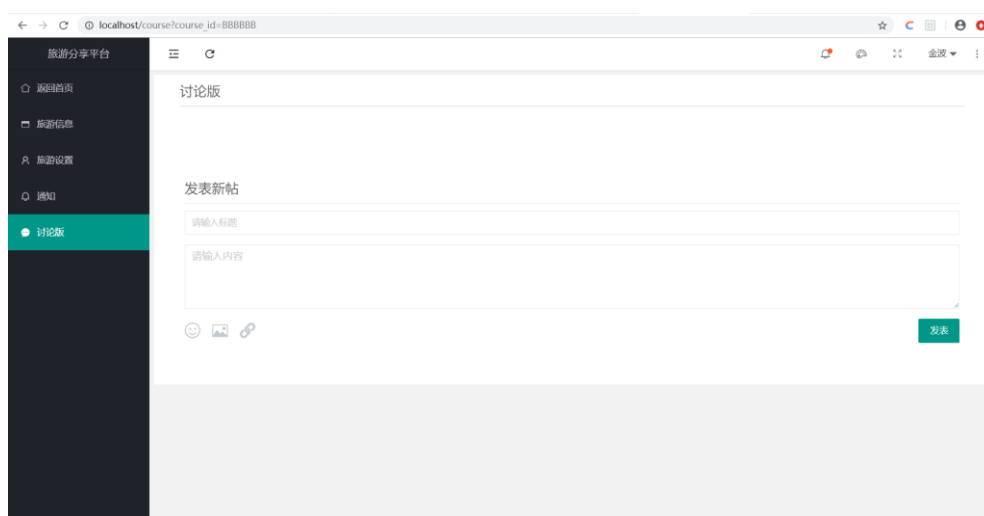 localhost/course?course_id=BBBBBB
旅游分享平台
金波
返回首页
讨论版
旅游信息
旅游设置
通知
发表新帖
讨论版
请输入标题
请输入内容
发表